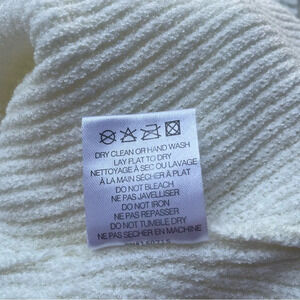 DRY CLEAN OR HAND WASH
LAY FLAT TO DRY
NETTOYAGE À SEC OU LAVAGE
À LA MAIN SÉCHER À PLAT
DO NOT BLEACH
NE PAS JAVELLISER
DO NOT IRON
NE PAS REPASSER
DO NOT TUMBLE DRY
NE PAS SECHER EN MACHINE